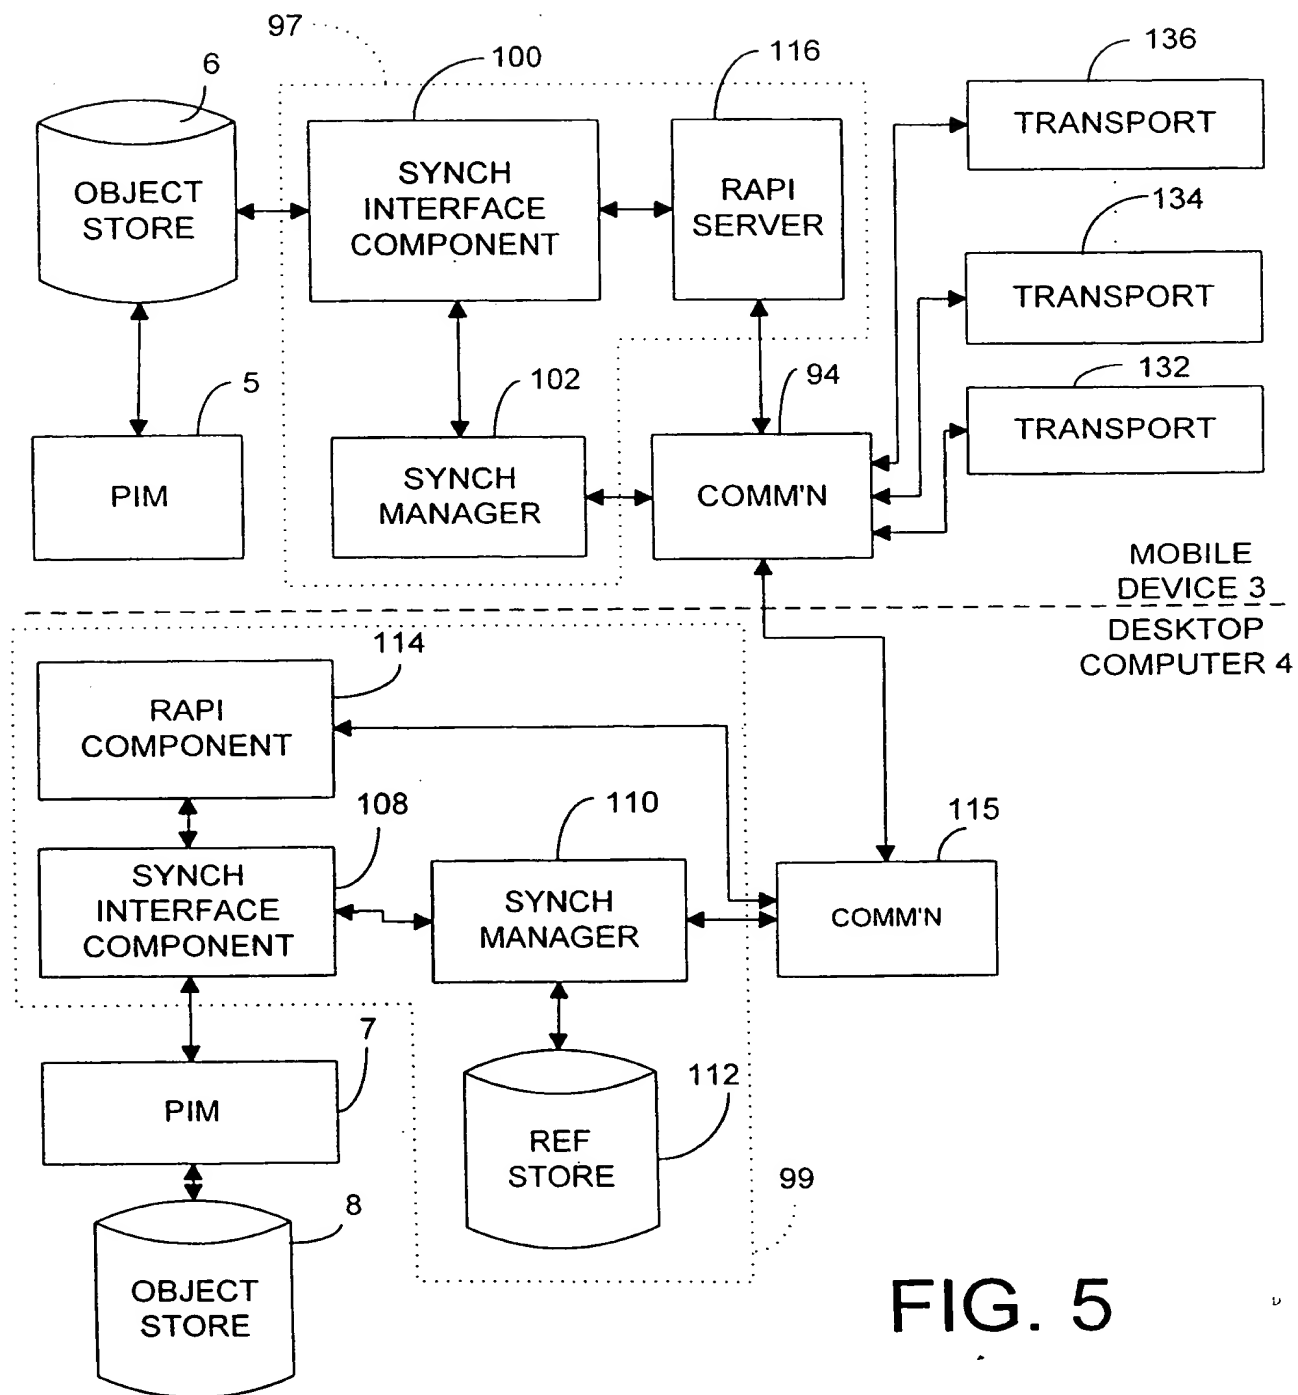 97
6
100
116
136
OBJECT
STORE
SYNCH
INTERFACE
COMPONENT
RAPI
SERVER
TRANSPORT
134
TRANSPORT
5
102
94
132
TRANSPORT
PIM
SYNCH
MANAGER
COMM'N
MOBILE
DEVICE 3
DESKTOP
COMPUTER 4
114
RAPI
COMPONENT
108
110
115
SYNCH
INTERFACE
COMPONENT
SYNCH
MANAGER
COMM'N
7
112
PIM
REF
STORE
99
8
OBJECT
STORE
FIG. 5